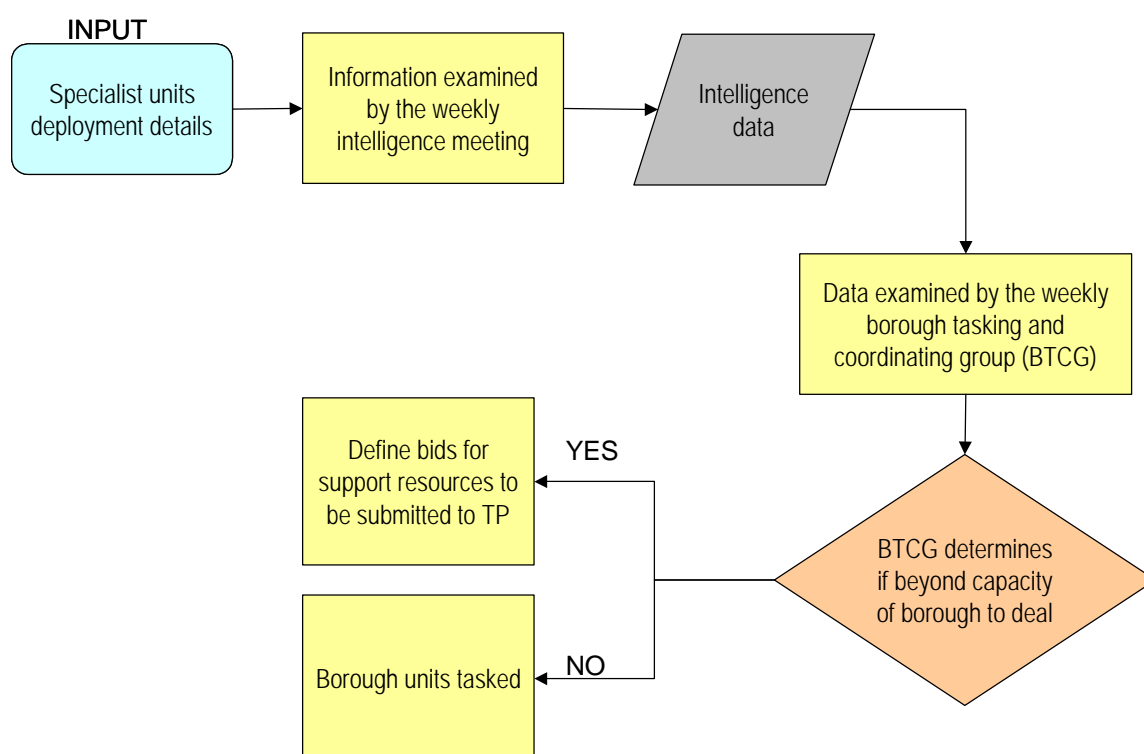 INPUT
Specialist units
deployment details
Information examined
by the weekly
intelligence meeting
Intelligence
data
Data examined by the weekly
borough tasking and
coordinating group (BTCG)
BTCG determines
if beyond capacity
of borough to deal
YES
Define bids for
support resources to
be submitted to TP
NO
Borough units tasked